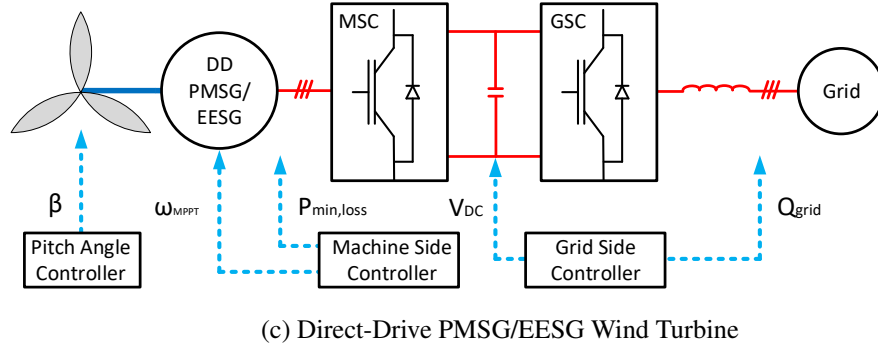 MSC
GSC
DD
PMSG/
EESG
Grid
β
ωMPPT
Pmin,loss
VDC
Qgrid
Pitch Angle
Controller
Machine Side
Controller
Grid Side
Controller
(c) Direct-Drive PMSG/EESG Wind Turbine